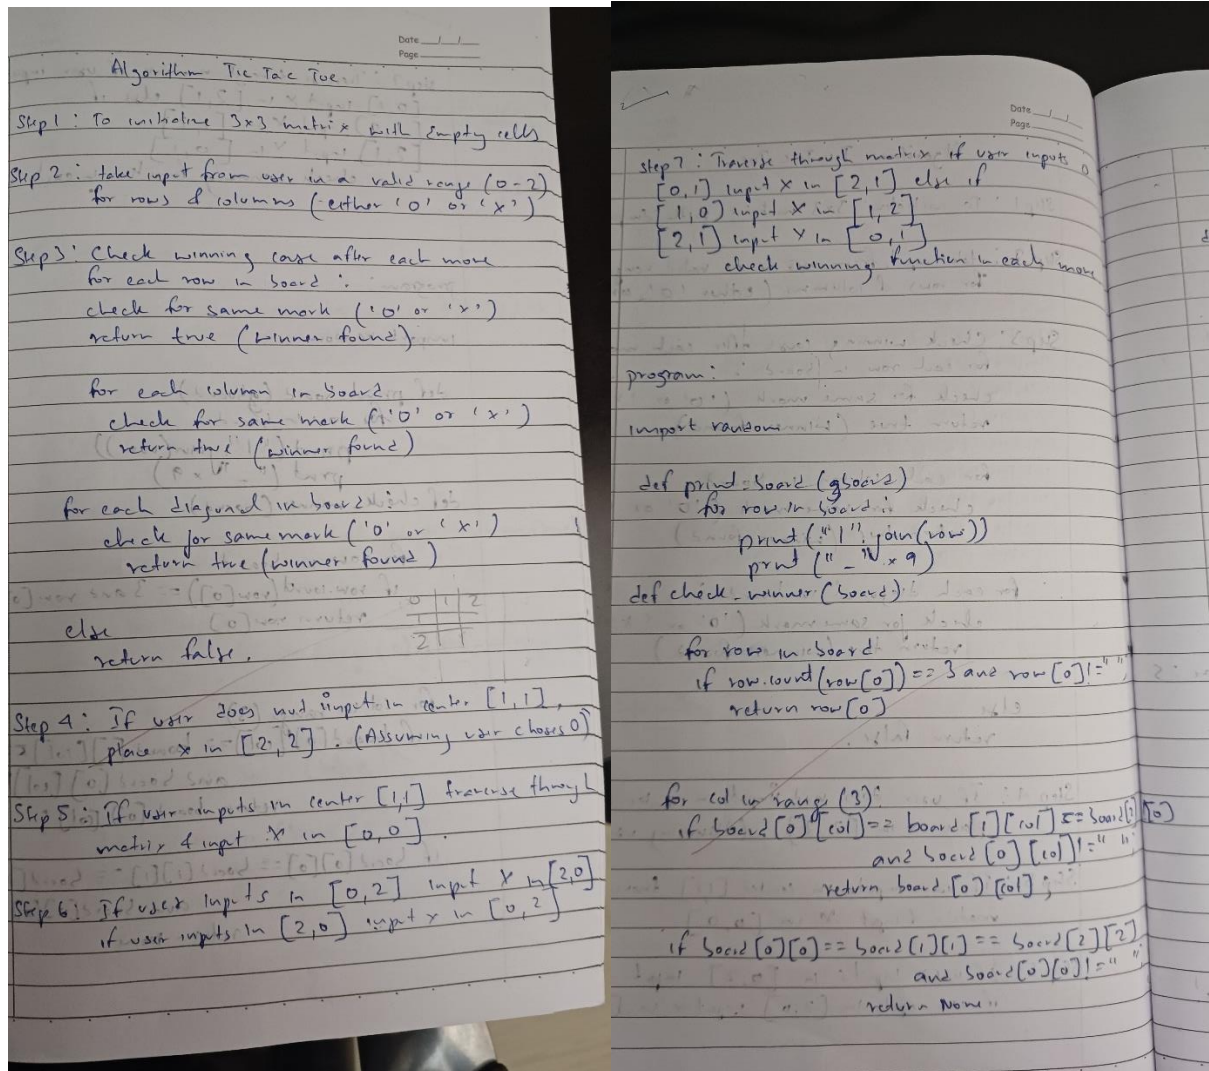 Date __/__/__
Page
Algorithm Tic Tac Toe
Step 1 : To initialize 3x3 matrix with Empty cells
Step 2 : take input from user in a valid range (0-2)
for rows & columns (either 'O' or 'X')
Step 3 : Check winning case after each move
for each row in board :
check for same mark ('O' or 'X')
return true (winner found)
for each column in board
check for same mark ('O' or 'X')
return true (winner found)
for each diagonal in board :
check for same mark ('O' or 'X')
return true (winner found)
else
return false.
0 1 2
1
2
Step 4 : If user does not input in center [1,1],
place x in [2,2]. (Assuming user choses O)
Step 5 : If user inputs in center [1,1] traverse through
matrix & input X in [0,0].
Step 6 : If user inputs in [0,2] input X in [2,0]
if user inputs in [2,0] input x in [0,2]
Date __/__/__
Page
Step 7 : Traverse through matrix if user inputs O
[0,1] input X in [2,1] else if
[1,0] input X in [1,2]
[2,1] input X in [0,1]
check winning function in each move
program :
import random
def print-board (gboard)
for row in board :
print ("|".join(row))
print ("-" * 9)
def check_winner (board) :
for row in board
if row.count(row[0]) == 3 and row[0] != " "
return row[0]
for col in range (3) :
if board [0] [col] == board [1] [col] == board [2] [0]
and board [0] [col] != " " :
return board [0] [col] ;
if board [0][0] == board [1][1] == board [2][2]
and board [0][0] != " "
return None